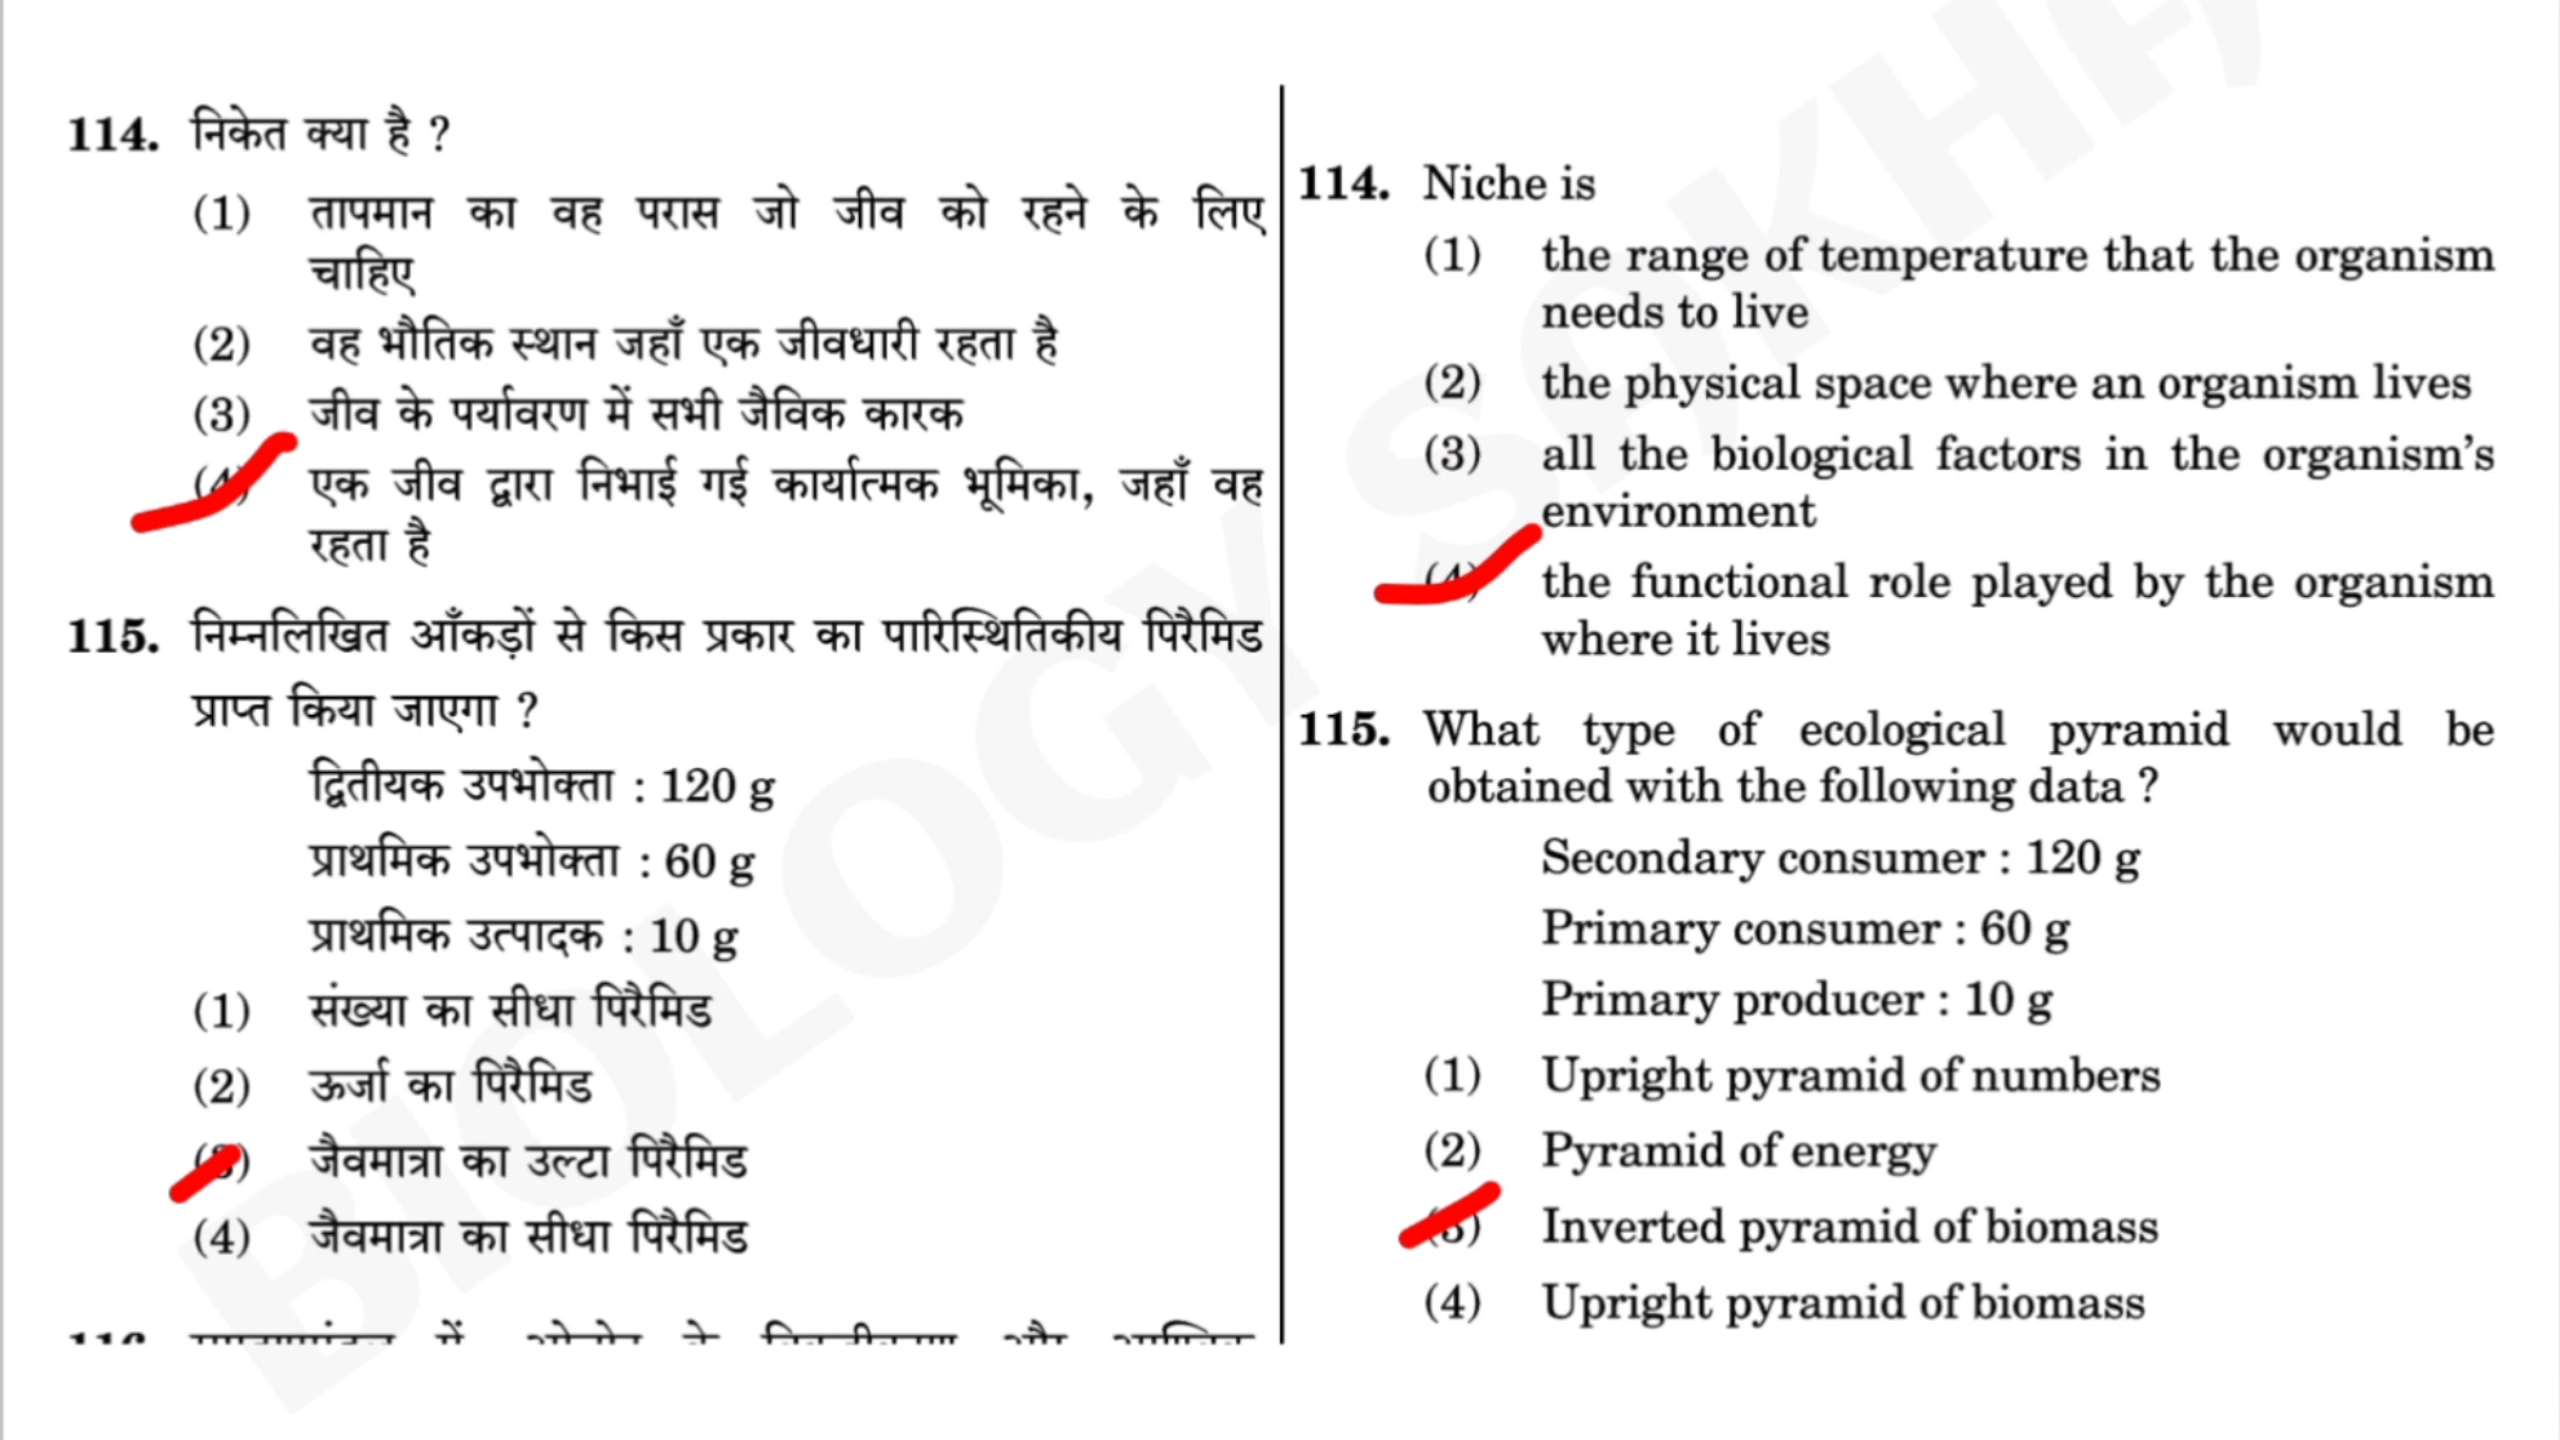 114. निकेत क्या है ?
(1) तापमान का वह परास जो जीव को रहने के लिए
चाहिए
(2) वह भौतिक स्थान जहाँ एक जीवधारी रहता है
(3) जीव के पर्यावरण में सभी जैविक कारक
(4) एक जीव द्वारा निभाई गई कार्यात्मक भूमिका, जहाँ वह
रहता है
115. निम्नलिखित आँकड़ों से किस प्रकार का पारिस्थितिकीय पिरैमिड
प्राप्त किया जाएगा ?
द्वितीयक उपभोक्ता : 120 g
प्राथमिक उपभोक्ता : 60 g
प्राथमिक उत्पादक : 10 g
(1) संख्या का सीधा पिरैमिड
(2) ऊर्जा का पिरैमिड
(3) जैवमात्रा का उल्टा पिरैमिड
(4) जैवमात्रा का सीधा पिरैमिड
114. Niche is
(1) the range of temperature that the organism
needs to live
(2) the physical space where an organism lives
(3) all the biological factors in the organism's
environment
(4) the functional role played by the organism
where it lives
115. What type of ecological pyramid would be
obtained with the following data ?
Secondary consumer : 120 g
Primary consumer : 60 g
Primary producer : 10 g
(1) Upright pyramid of numbers
(2) Pyramid of energy
(3) Inverted pyramid of biomass
(4) Upright pyramid of biomass
BIOLOGY